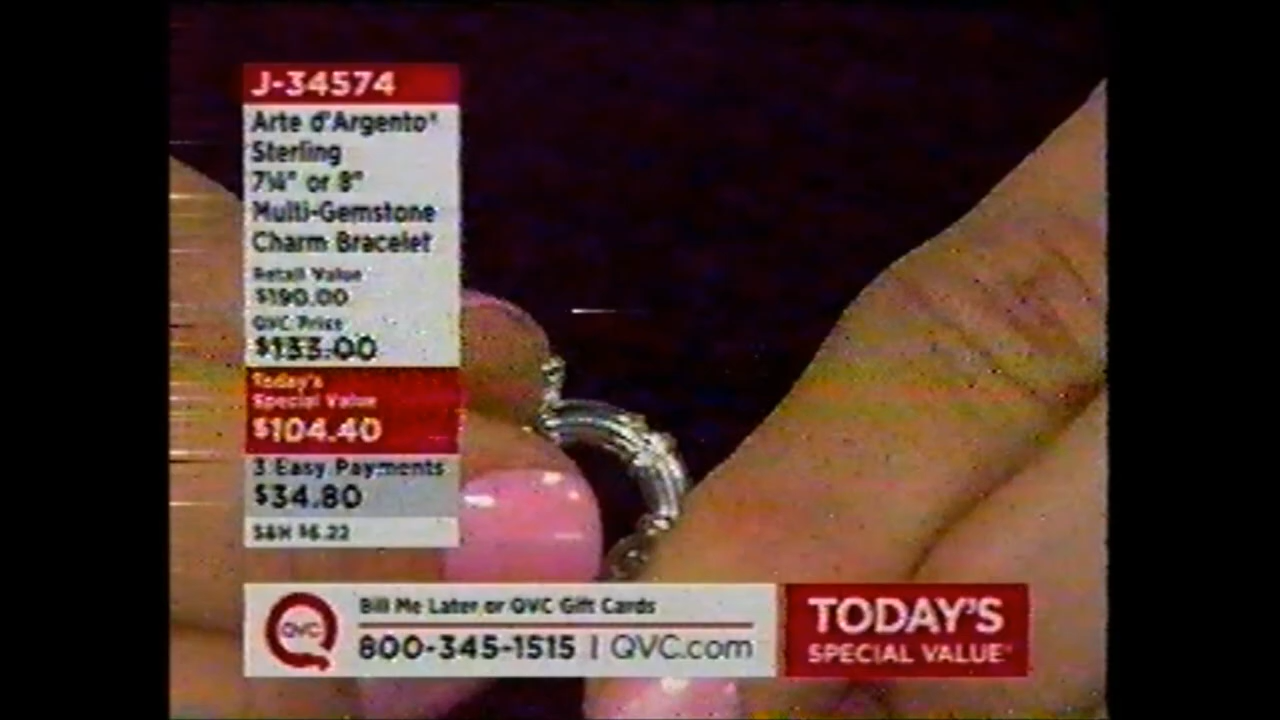 J-34574
Arte d'Argento®
Sterling
7¼" or 8"
Multi-Gemstone
Charm Bracelet
Retail Value
$190.00
QVC Price
$133.00
Today's
Special Value
$104.40
3 Easy Payments
$34.80
S&H $6.22
QVC
Bill Me Later or QVC Gift Cards
800-345-1515 | QVC.com
TODAY'S
SPECIAL VALUE®